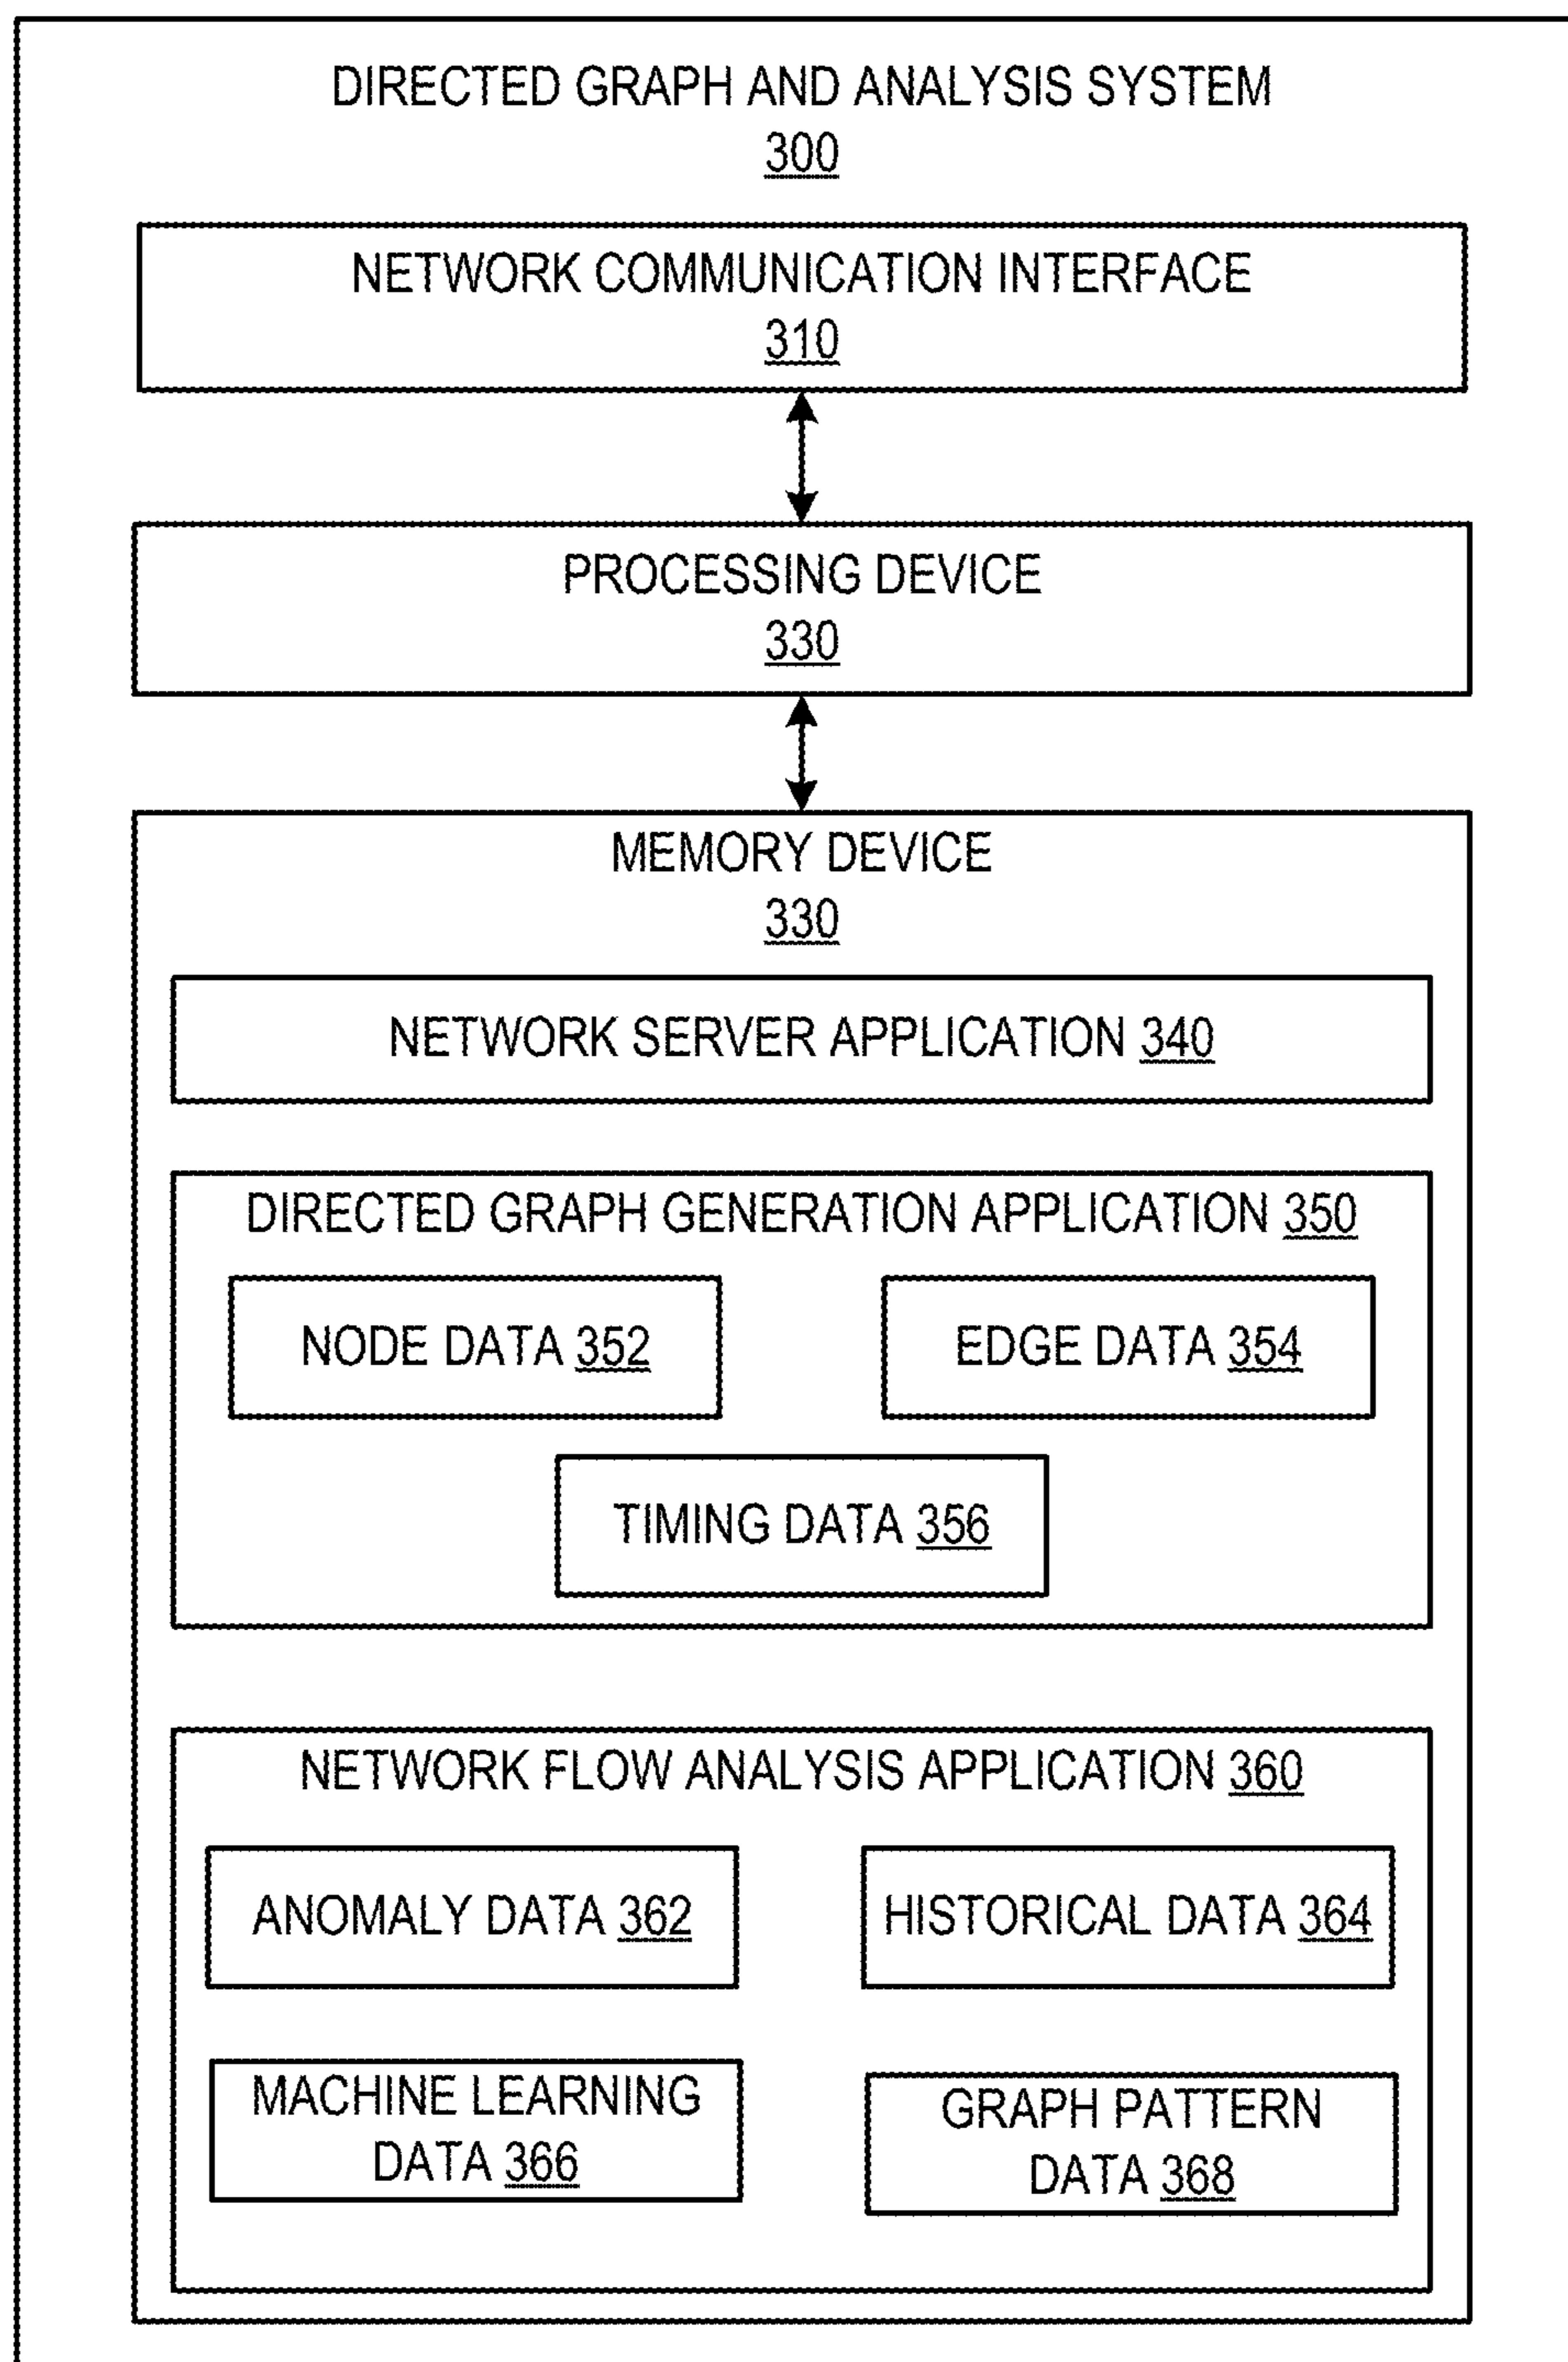 DIRECTED GRAPH AND ANALYSIS SYSTEM
300
NETWORK COMMUNICATION INTERFACE
310
PROCESSING DEVICE
330
MEMORY DEVICE
330
NETWORK SERVER APPLICATION 340
DIRECTED GRAPH GENERATION APPLICATION 350
NODE DATA 352
EDGE DATA 354
TIMING DATA 356
NETWORK FLOW ANALYSIS APPLICATION 360
ANOMALY DATA 362
HISTORICAL DATA 364
MACHINE LEARNING
DATA 366
GRAPH PATTERN
DATA 368